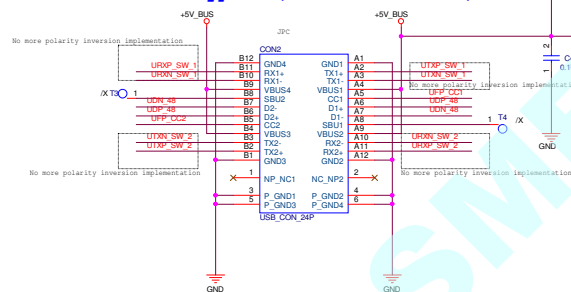 +5V_BUS
+5V_BUS
JPC
No more polarity inversion implementation
CON2
URXP_SW_1
URXN_SW_1
B12 GND4 GND1 A1
B11 RX1+ TX1+ A2
B10 RX1- TX1- A3
B9 VBUS4 VBUS1 A4
B8 SBU2 CC1 A5
B7 D2- D1+ A6
B6 D2+ D1- A7
B5 CC2 SBU1 A8
B4 VBUS3 VBUS2 A9
B3 TX2- RX2- A10
B2 TX2+ RX2+ A11
B1 GND3 GND2 A12
1 NP_NC1 NC_NP2 2
3 P_GND1 P_GND2 4
5 P_GND3 P_GND4 6
USB_CON_24P
/X T3 1
UDN_48
UDP_48
UFP_CC2
UTXN_SW_2
UTXP_SW_2
No more polarity inversion implementation
UTXP_SW_1
UTXN_SW_1
No more polarity inversion implementation
UFP_CC1
UDP_48
UDN_48
1 T4 /X
URXN_SW_2
URXP_SW_2
No more polarity inversion implementation
2
1
GND
GND
GND